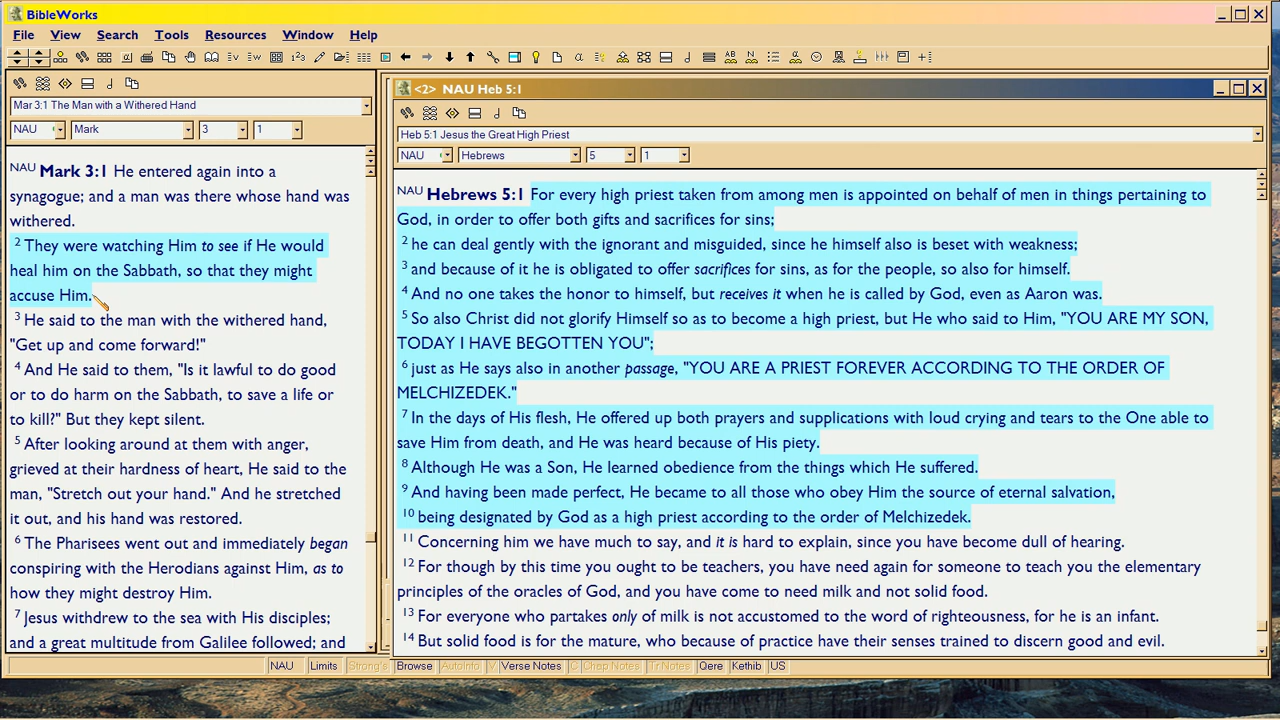 BibleWorks
File View Search Tools Resources Window Help
Mar 3:1 The Man with a Withered Hand
NAU Mark 3 1
NAU Mark 3:1 He entered again into a
synagogue; and a man was there whose hand was
withered.
2 They were watching Him to see if He would
heal him on the Sabbath, so that they might
accuse Him.
3 He said to the man with the withered hand,
"Get up and come forward!"
4 And He said to them, "Is it lawful to do good
or to do harm on the Sabbath, to save a life or
to kill?" But they kept silent.
5 After looking around at them with anger,
grieved at their hardness of heart, He said to the
man, "Stretch out your hand." And he stretched
it out, and his hand was restored.
6 The Pharisees went out and immediately began
conspiring with the Herodians against Him, as to
how they might destroy Him.
7 Jesus withdrew to the sea with His disciples;
and a great multitude from Galilee followed; and
<2> NAU Heb 5:1
Heb 5:1 Jesus the Great High Priest
NAU Hebrews 5 1
NAU Hebrews 5:1 For every high priest taken from among men is appointed on behalf of men in things pertaining to
God, in order to offer both gifts and sacrifices for sins;
2 he can deal gently with the ignorant and misguided, since he himself also is beset with weakness;
3 and because of it he is obligated to offer sacrifices for sins, as for the people, so also for himself.
4 And no one takes the honor to himself, but receives it when he is called by God, even as Aaron was.
5 So also Christ did not glorify Himself so as to become a high priest, but He who said to Him, "YOU ARE MY SON,
TODAY I HAVE BEGOTTEN YOU";
6 just as He says also in another passage, "YOU ARE A PRIEST FOREVER ACCORDING TO THE ORDER OF
MELCHIZEDEK."
7 In the days of His flesh, He offered up both prayers and supplications with loud crying and tears to the One able to
save Him from death, and He was heard because of His piety.
8 Although He was a Son, He learned obedience from the things which He suffered.
9 And having been made perfect, He became to all those who obey Him the source of eternal salvation,
10 being designated by God as a high priest according to the order of Melchizedek.
11 Concerning him we have much to say, and it is hard to explain, since you have become dull of hearing.
12 For though by this time you ought to be teachers, you have need again for someone to teach you the elementary
principles of the oracles of God, and you have come to need milk and not solid food.
13 For everyone who partakes only of milk is not accustomed to the word of righteousness, for he is an infant.
14 But solid food is for the mature, who because of practice have their senses trained to discern good and evil.
NAU Limits Strong's Browse AutoInfo V Verse Notes C Chap Notes Tr Notes Qere Kethib US